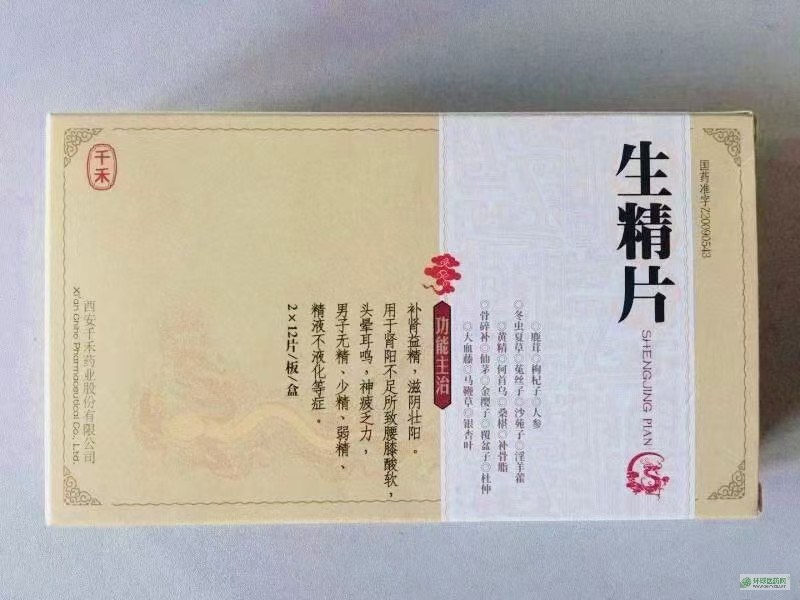 国药准字Z20090543
生精片
SHENGJING PIAN
◎鹿茸◎枸杞子◎人参
◎冬虫夏草◎菟丝子◎沙苑子◎淫羊藿
◎黄精◎何首乌◎桑椹◎补骨脂
◎骨碎补◎仙茅◎金樱子◎覆盆子◎杜仲
◎大血藤◎马鞭草◎银杏叶
功能主治
补肾益精，滋阴壮阳。
用于肾阳不足所致腰膝酸软，
头晕耳鸣，神疲乏力，
男子无精、少精、弱精、
精液不液化等症。
2×12片/板/盒
千禾
西安千禾药业股份有限公司
Xi'an Chiho Pharmaceutical Co., Ltd.
环球医药网